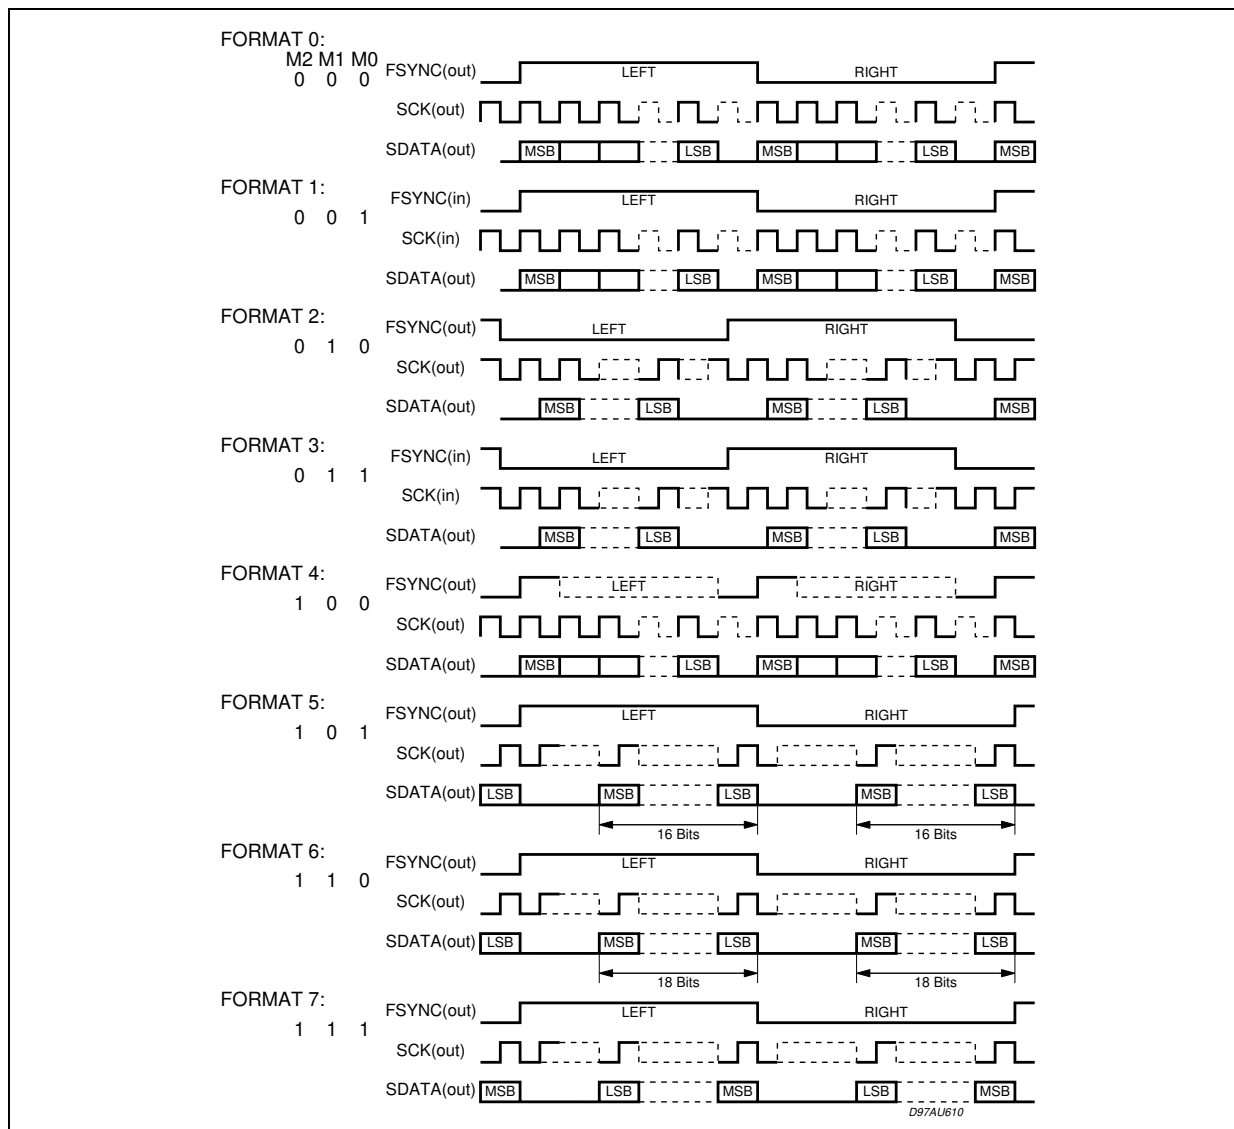 FORMAT 0:
M2 M1 M0
0 0 0
FSYNC(out) LEFT RIGHT
SCK(out)
SDATA(out) MSB LSB MSB LSB MSB
FORMAT 1:
0 0 1
FSYNC(in) LEFT RIGHT
SCK(in)
SDATA(out) MSB LSB MSB LSB MSB
FORMAT 2:
0 1 0
FSYNC(out) LEFT RIGHT
SCK(out)
SDATA(out) MSB LSB MSB LSB MSB
FORMAT 3:
0 1 1
FSYNC(in) LEFT RIGHT
SCK(in)
SDATA(out) MSB LSB MSB LSB MSB
FORMAT 4:
1 0 0
FSYNC(out) LEFT RIGHT
SCK(out)
SDATA(out) MSB LSB MSB LSB MSB
FORMAT 5:
1 0 1
FSYNC(out) LEFT RIGHT
SCK(out)
SDATA(out) LSB MSB LSB MSB LSB
16 Bits 16 Bits
FORMAT 6:
1 1 0
FSYNC(out) LEFT RIGHT
SCK(out)
SDATA(out) LSB MSB LSB MSB LSB
18 Bits 18 Bits
FORMAT 7:
1 1 1
FSYNC(out) LEFT RIGHT
SCK(out)
SDATA(out) MSB LSB MSB LSB MSB
D97AU610